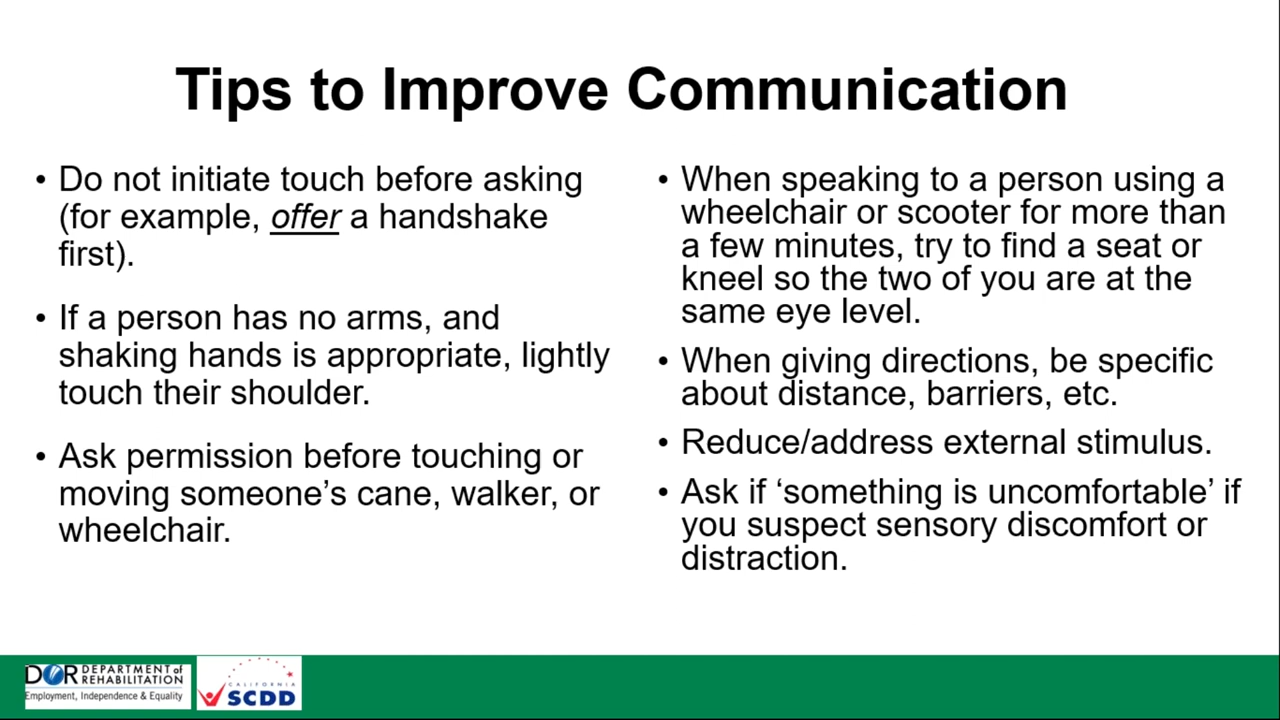 Tips to Improve Communication
• Do not initiate touch before asking
(for example, offer a handshake
first).
• If a person has no arms, and
shaking hands is appropriate, lightly
touch their shoulder.
• Ask permission before touching or
moving someone’s cane, walker, or
wheelchair.
• When speaking to a person using a
wheelchair or scooter for more than
a few minutes, try to find a seat or
kneel so the two of you are at the
same eye level.
• When giving directions, be specific
about distance, barriers, etc.
• Reduce/address external stimulus.
• Ask if ‘something is uncomfortable’ if
you suspect sensory discomfort or
distraction.
DOR DEPARTMENT of
REHABILITATION
Employment, Independence & Equality
CALIFORNIA
SCDD